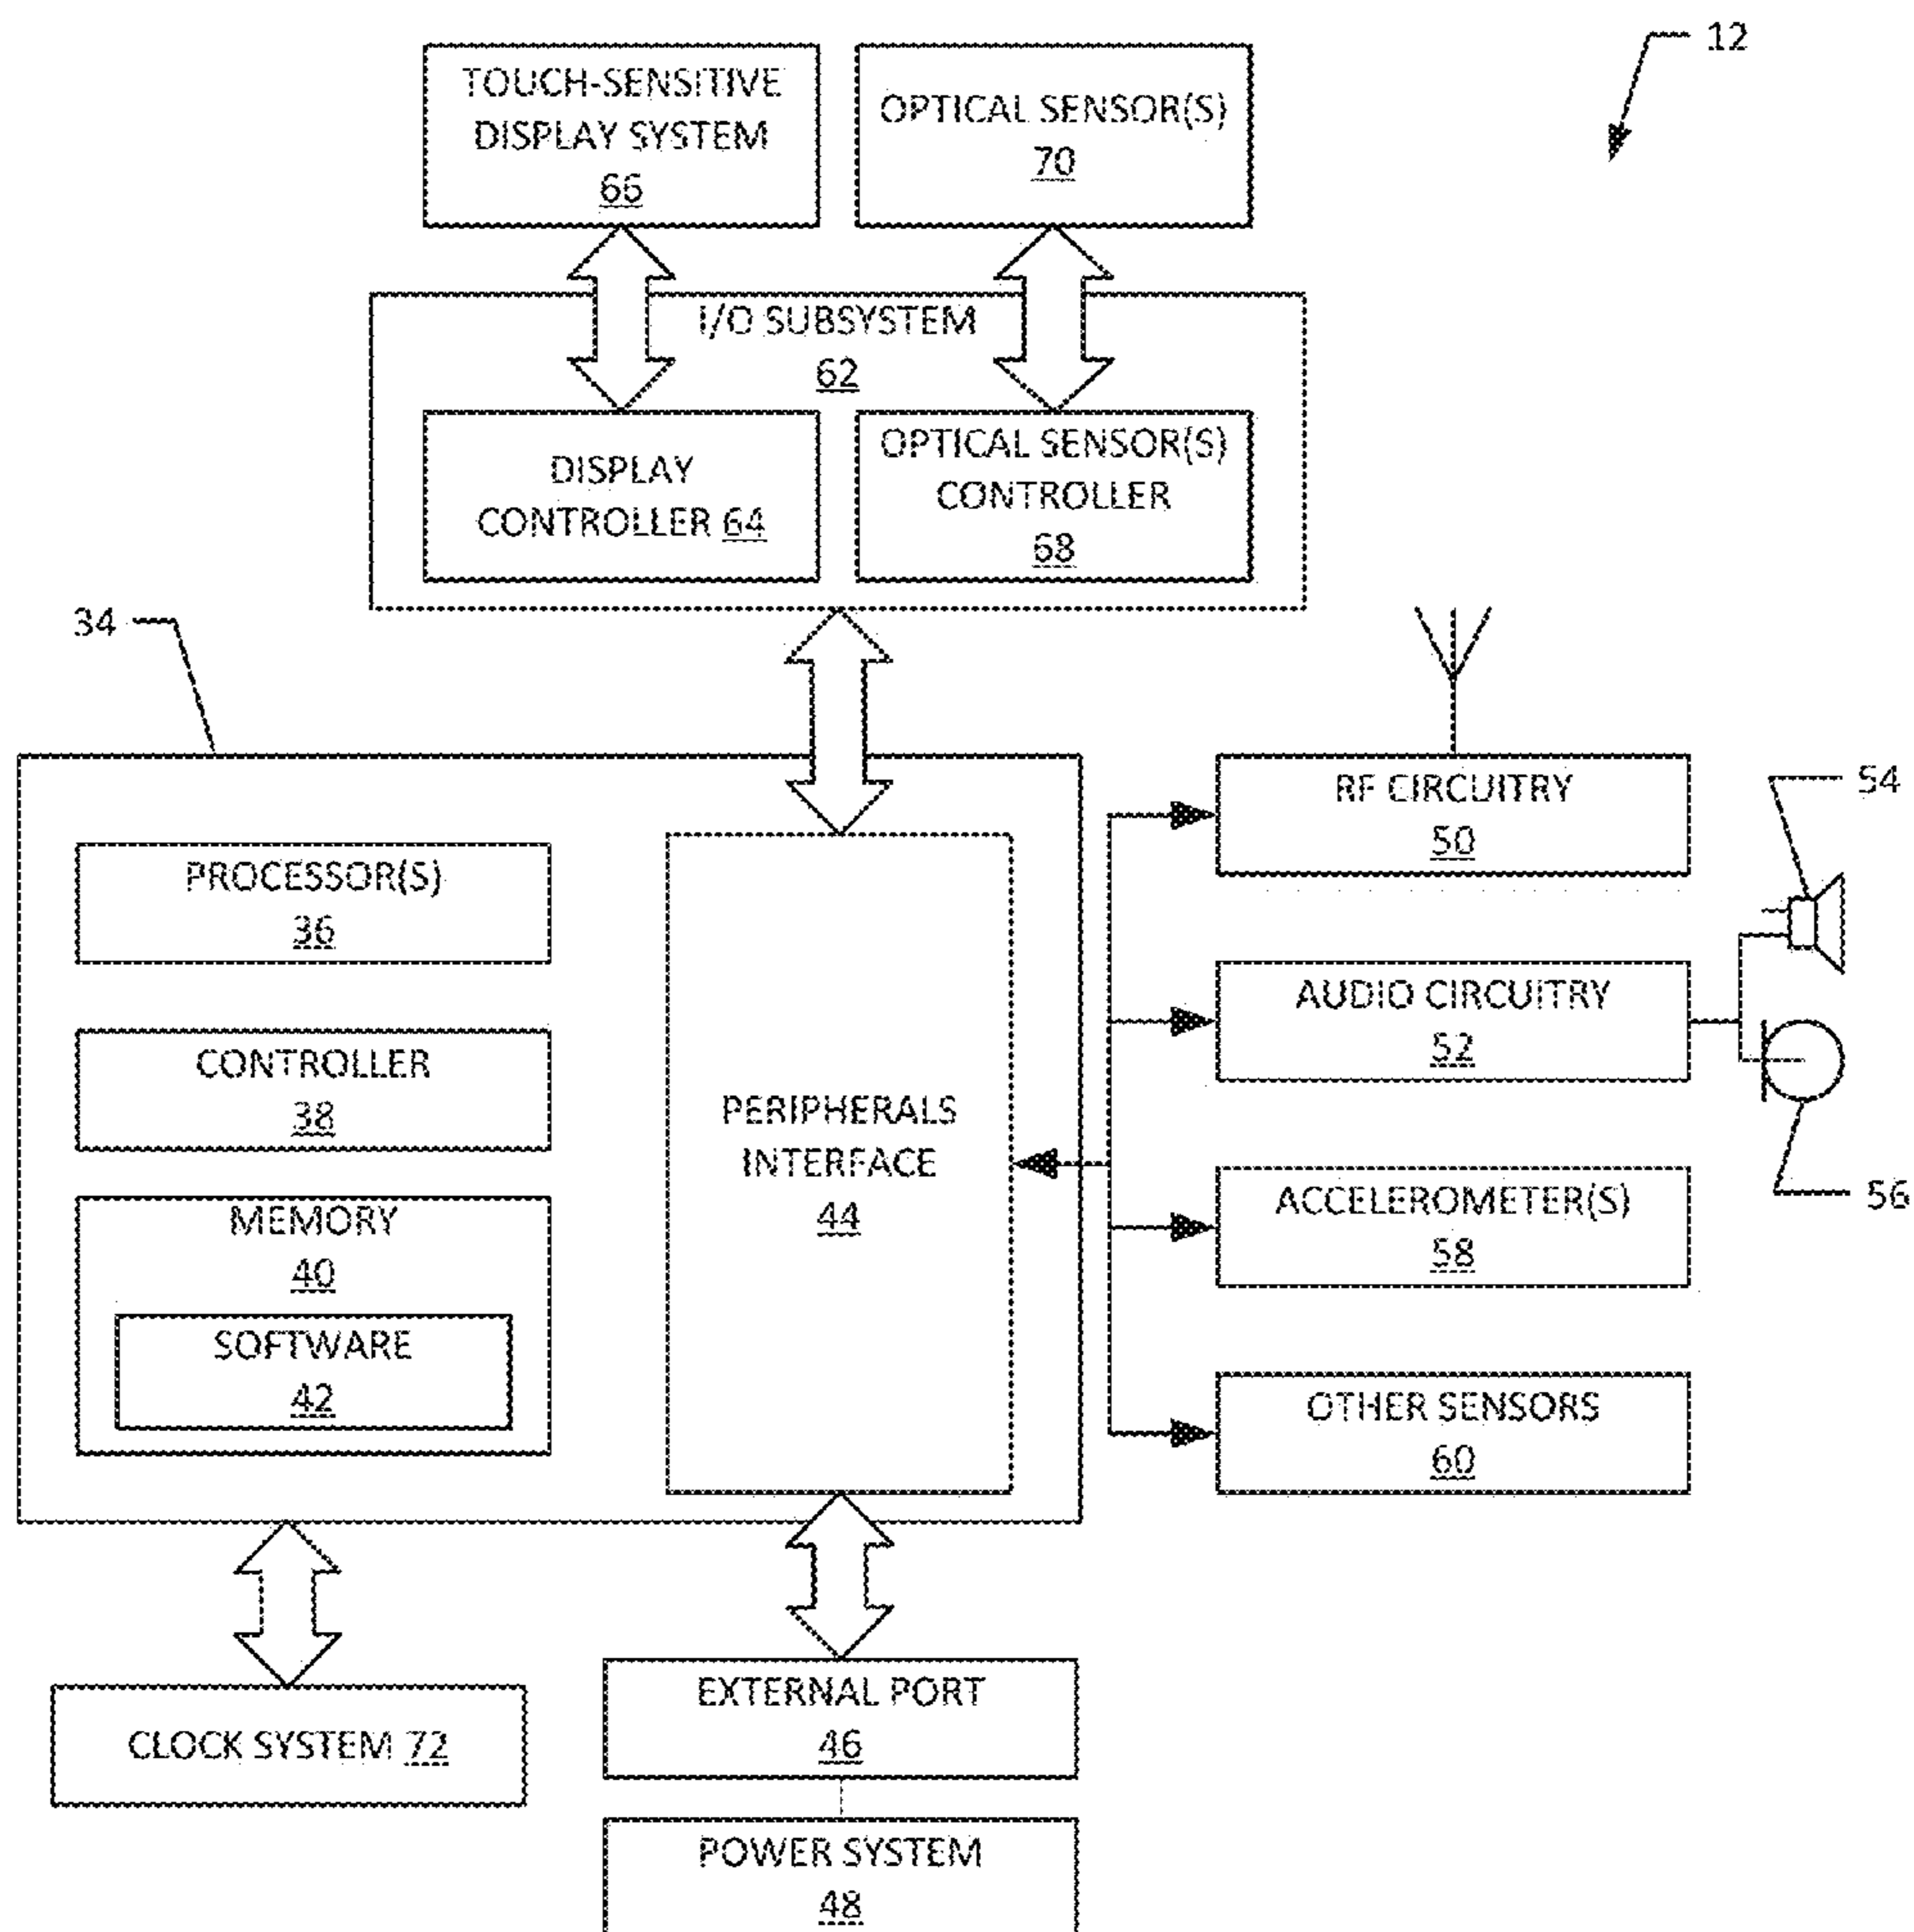 12
TOUCH-SENSITIVE
DISPLAY SYSTEM
66
OPTICAL SENSOR(S)
70
I/O SUBSYSTEM
62
DISPLAY
CONTROLLER 64
OPTICAL SENSOR(S)
CONTROLLER
68
34
PROCESSOR(S)
36
CONTROLLER
38
MEMORY
40
SOFTWARE
42
PERIPHERALS
INTERFACE
44
RF CIRCUITRY
50
54
AUDIO CIRCUITRY
52
56
ACCELEROMETER(S)
58
OTHER SENSORS
60
CLOCK SYSTEM 72
EXTERNAL PORT
46
POWER SYSTEM
48